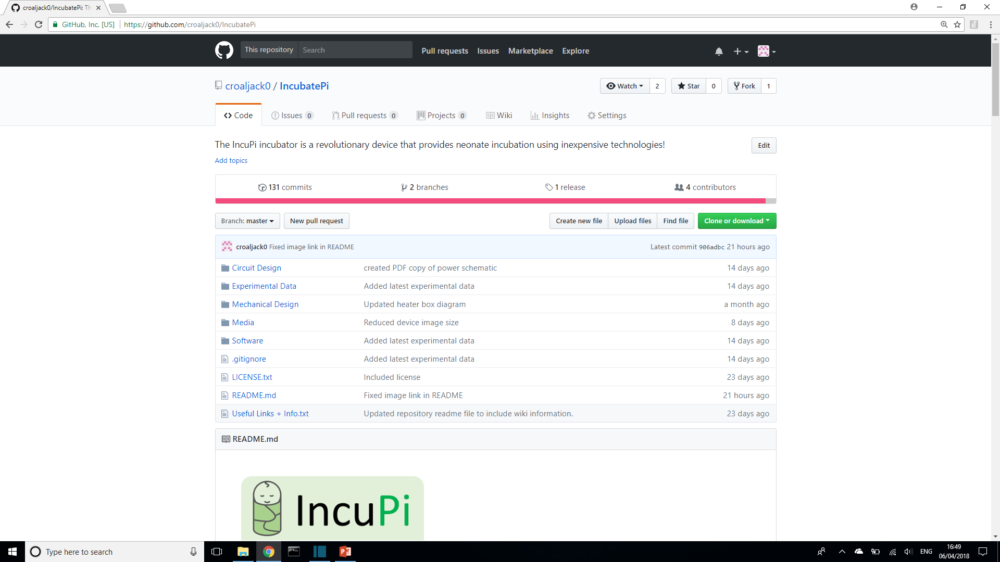 croaljack0/IncubatePi: Th
GitHub, Inc. [US] https://github.com/croaljack0/IncubatePi
This repository Search Pull requests Issues Marketplace Explore
croaljack0 / IncubatePi Watch 2 Star 0 Fork 1
Code Issues 0 Pull requests 0 Projects 0 Wiki Insights Settings
The IncuPi incubator is a revolutionary device that provides neonate incubation using inexpensive technologies! Edit
Add topics
131 commits 2 branches 1 release 4 contributors
Branch: master New pull request Create new file Upload files Find file Clone or download
croaljack0 Fixed image link in README Latest commit 906adbc 21 hours ago
Circuit Design created PDF copy of power schematic 14 days ago
Experimental Data Added latest experimental data 14 days ago
Mechanical Design Updated heater box diagram a month ago
Media Reduced device image size 8 days ago
Software Added latest experimental data 14 days ago
.gitignore Added latest experimental data 14 days ago
LICENSE.txt Included license 23 days ago
README.md Fixed image link in README 21 hours ago
Useful Links + Info.txt Updated repository readme file to include wiki information. 23 days ago
README.md
IncuPi
Type here to search ENG 16:49
06/04/2018